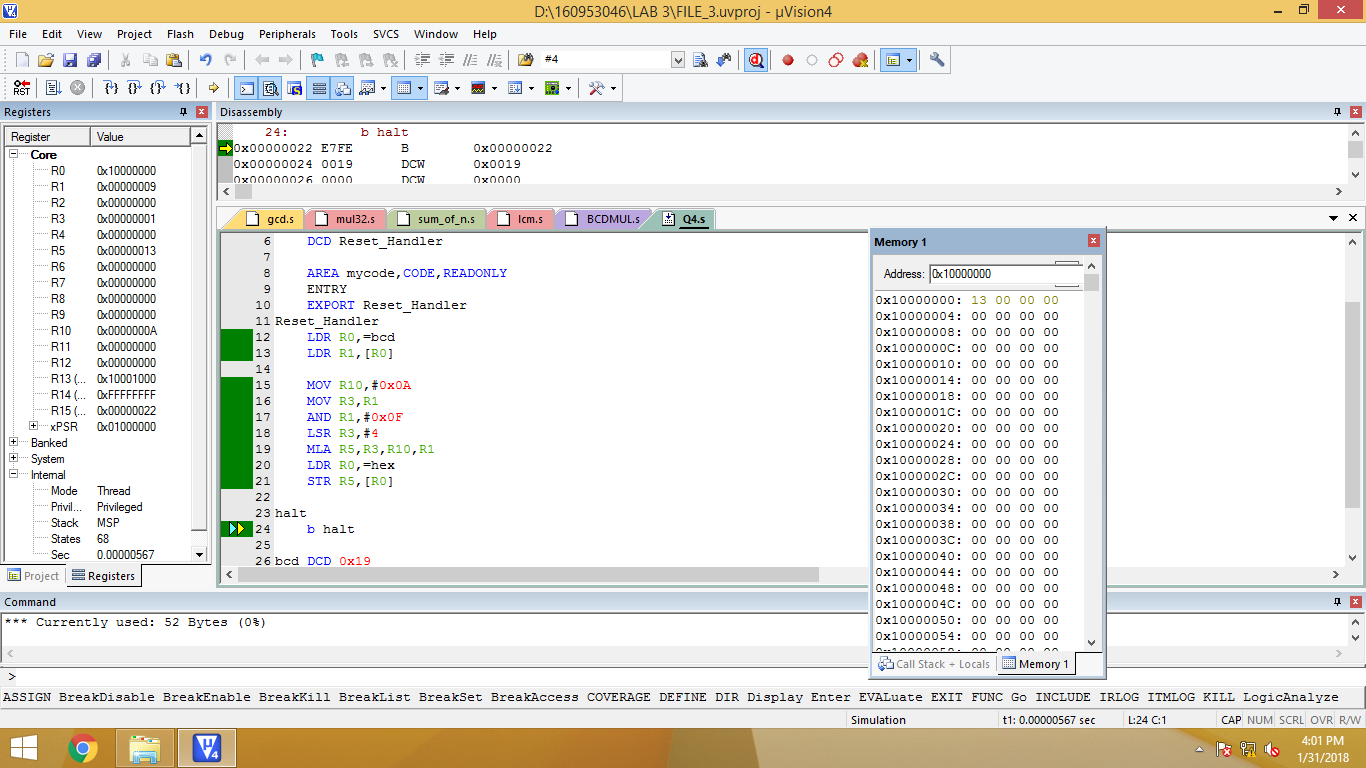 D:\160953046\LAB 3\FILE_3.uvproj - µVision4
File Edit View Project Flash Debug Peripherals Tools SVCS Window Help
#4
RST
Registers
Register Value
Core
R0 0x10000000
R1 0x00000009
R2 0x00000000
R3 0x00000001
R4 0x00000000
R5 0x00000013
R6 0x00000000
R7 0x00000000
R8 0x00000000
R9 0x00000000
R10 0x0000000A
R11 0x00000000
R12 0x00000000
R13 (... 0x10001000
R14 (... 0xFFFFFFFF
R15 (... 0x00000022
xPSR 0x01000000
Banked
System
Internal
Mode Thread
Privil... Privileged
Stack MSP
States 68
Sec 0.00000567
Project Registers
Disassembly
24: b halt
0x00000022 E7FE B 0x00000022
0x00000024 0019 DCW 0x0019
0x00000026 0000 DCW 0x0000
gcd.s mul32.s sum_of_n.s lcm.s BCDMUL.s Q4.s
6 DCD Reset_Handler
7
8 AREA mycode,CODE,READONLY
9 ENTRY
10 EXPORT Reset_Handler
11 Reset_Handler
12 LDR R0,=bcd
13 LDR R1,[R0]
14
15 MOV R10,#0x0A
16 MOV R3,R1
17 AND R1,#0x0F
18 LSR R3,#4
19 MLA R5,R3,R10,R1
20 LDR R0,=hex
21 STR R5,[R0]
22
23 halt
24 b halt
25
26 bcd DCD 0x19
Memory 1
Address: 0x10000000
0x10000000: 13 00 00 00
0x10000004: 00 00 00 00
0x10000008: 00 00 00 00
0x1000000C: 00 00 00 00
0x10000010: 00 00 00 00
0x10000014: 00 00 00 00
0x10000018: 00 00 00 00
0x1000001C: 00 00 00 00
0x10000020: 00 00 00 00
0x10000024: 00 00 00 00
0x10000028: 00 00 00 00
0x1000002C: 00 00 00 00
0x10000030: 00 00 00 00
0x10000034: 00 00 00 00
0x10000038: 00 00 00 00
0x1000003C: 00 00 00 00
0x10000040: 00 00 00 00
0x10000044: 00 00 00 00
0x10000048: 00 00 00 00
0x1000004C: 00 00 00 00
0x10000050: 00 00 00 00
0x10000054: 00 00 00 00
0x10000058: 00 00 00 00
Call Stack + Locals Memory 1
Command
*** Currently used: 52 Bytes (0%)
>
ASSIGN BreakDisable BreakEnable BreakKill BreakList BreakSet BreakAccess COVERAGE DEFINE DIR Display Enter EVALuate EXIT FUNC Go INCLUDE IRLOG ITMLOG KILL LogicAnalyze
Simulation t1: 0.00000567 sec L:24 C:1 CAP NUM SCRL OVR R/W
4:01 PM
1/31/2018